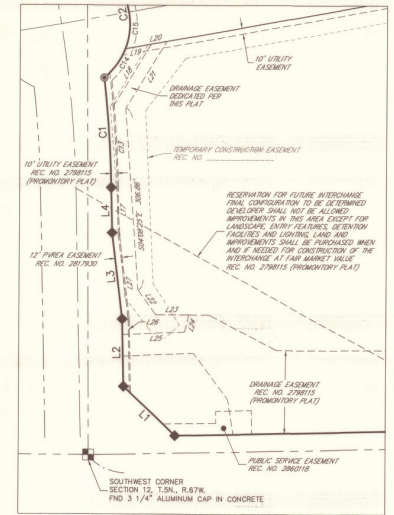 C2
C15
L20
L19
C14
L18
L21
10' UTILITY
EASEMENT
DRAINAGE EASEMENT
DEDICATED PER
THIS PLAT
C1
C13
TEMPORARY CONSTRUCTION EASEMENT
REC. NO.
10' UTILITY EASEMENT
REC. NO. 2798115
(PROMONTORY PLAT)
L4
L17
306.86'
RESERVATION FOR FUTURE INTERCHANGE
FINAL CONFIGURATION TO BE DETERMINED
DEVELOPER SHALL NOT BE ALLOWED
IMPROVEMENTS IN THIS AREA EXCEPT FOR
LANDSCAPE, ENTRY FEATURES, DETENTION
FACILITIES AND LIGHTING, LAND AND
IMPROVEMENTS SHALL BE PURCHASED WHEN
AND IF NEEDED FOR CONSTRUCTION OF THE
INTERCHANGE AT FAIR MARKET VALUE
REC. NO. 2798115 (PROMONTORY PLAT)
12' PVREA EASEMENT
REC. NO. 2817930
L3
L22
L23
L26
L24
L25
L2
L1
DRAINAGE EASEMENT
REC. NO. 2798115
(PROMONTORY PLAT)
PUBLIC SERVICE EASEMENT
REC. NO. 2860118
SOUTHWEST CORNER
SECTION 12, T.5N., R.67W.
FND 3 1/4" ALUMINUM CAP IN CONCRETE